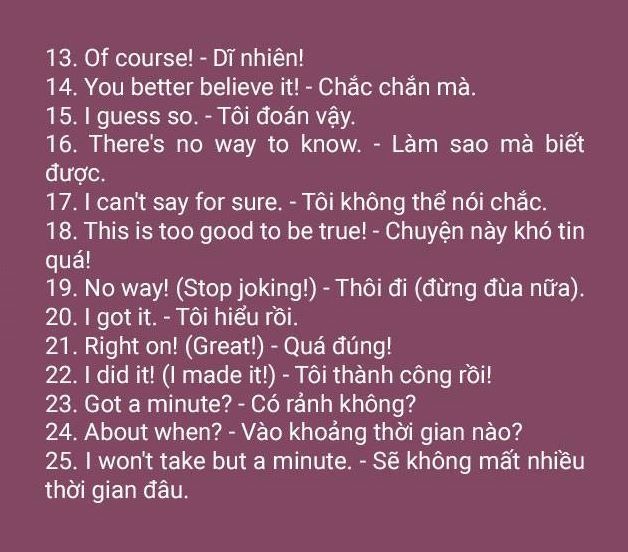 13. Of course! - Dĩ nhiên!
14. You better believe it! - Chắc chắn mà.
15. I guess so. - Tôi đoán vậy.
16. There's no way to know. - Làm sao mà biết
được.
17. I can't say for sure. - Tôi không thể nói chắc.
18. This is too good to be true! - Chuyện này khó tin
quá!
19. No way! (Stop joking!) - Thôi đi (đừng đùa nữa).
20. I got it. - Tôi hiểu rồi.
21. Right on! (Great!) - Quá đúng!
22. I did it! (I made it!) - Tôi thành công rồi!
23. Got a minute? - Có rảnh không?
24. About when? - Vào khoảng thời gian nào?
25. I won't take but a minute. - Sẽ không mất nhiều
thời gian đâu.